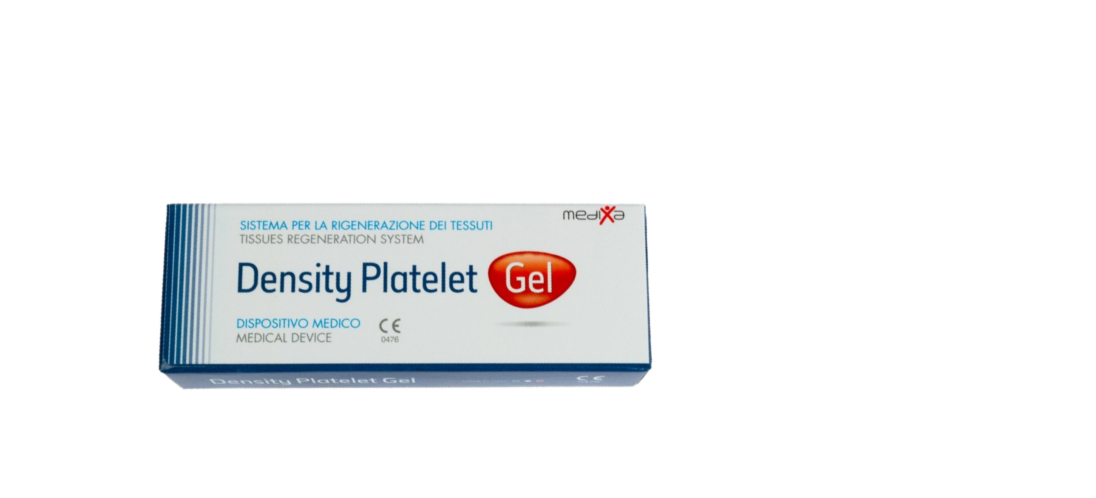 medixa
SISTEMA PER LA RIGENERAZIONE DEI TESSUTI
TISSUES REGENERATION SYSTEM
Density Platelet Gel
DISPOSITIVO MEDICO CE
MEDICAL DEVICE 0476
Density Platelet Gel CE